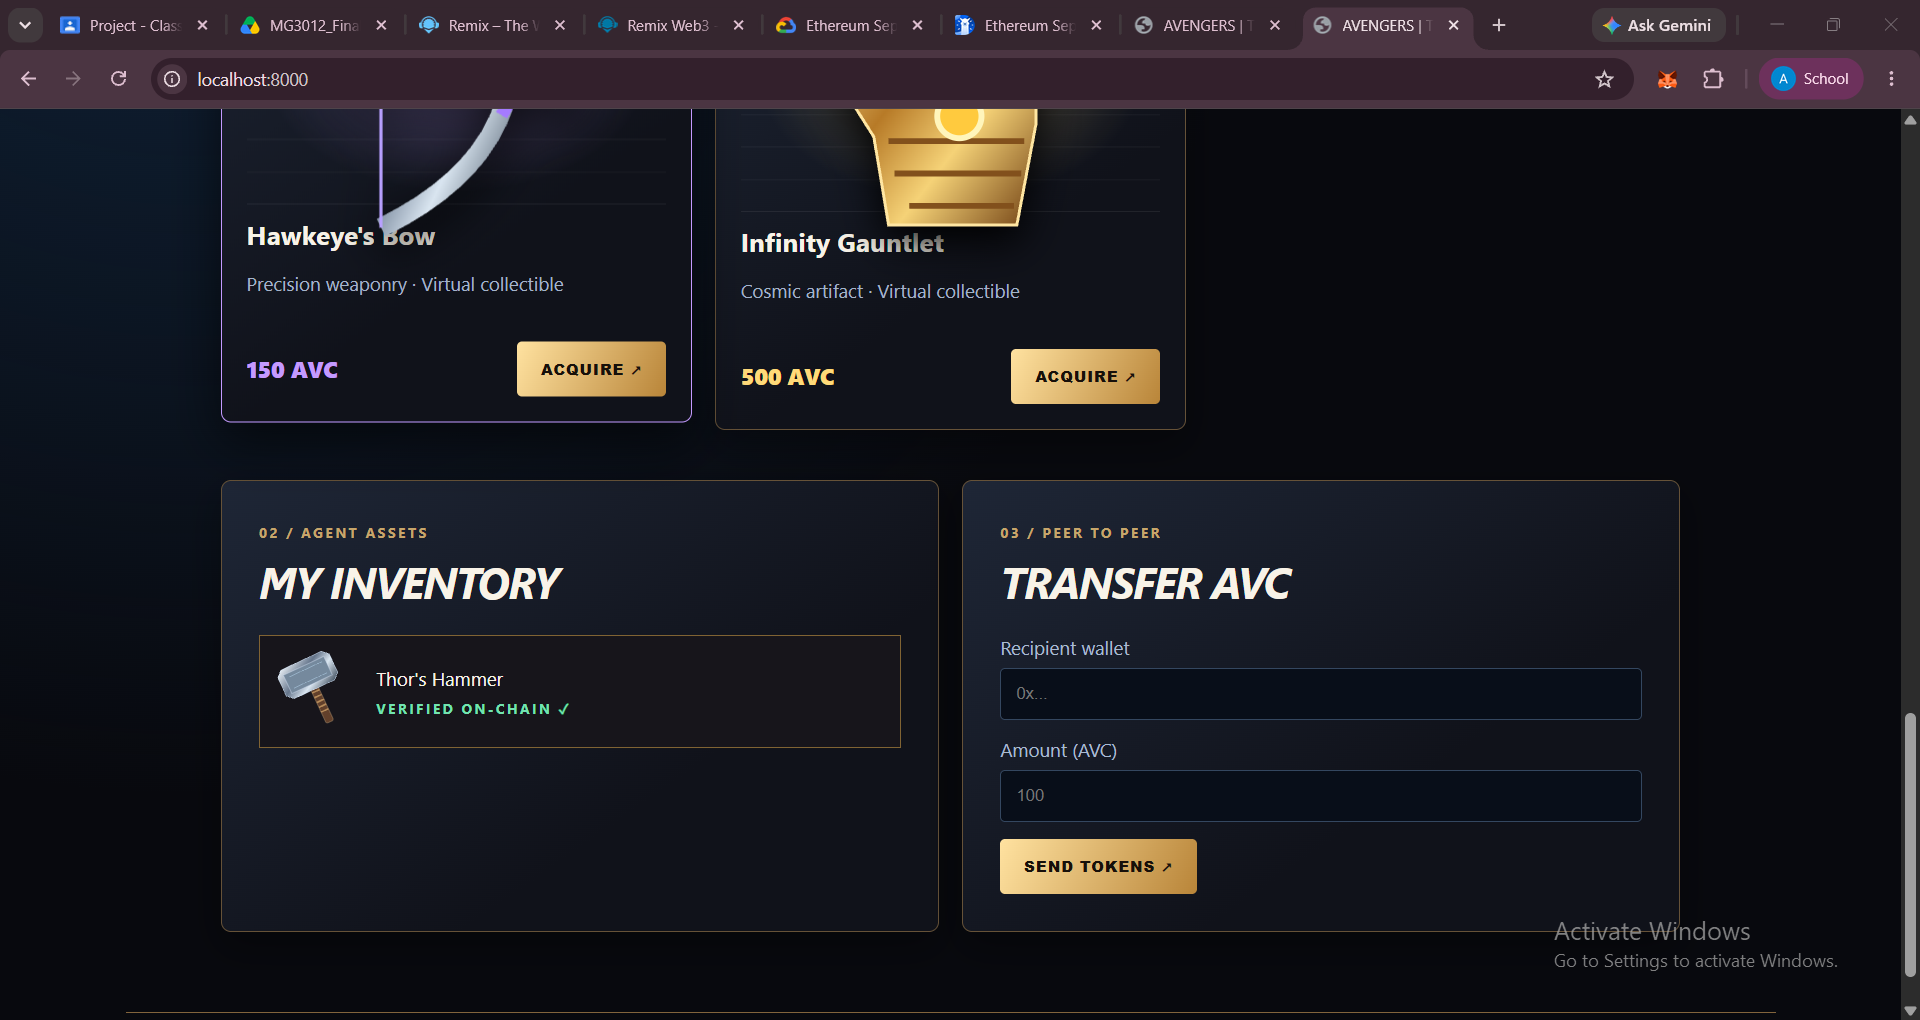 Project - Clas
MG3012_Fina
Remix – The
Remix Web3
Ethereum Sep
Ethereum Sep
AVENGERS | T
AVENGERS | T
Ask Gemini
localhost:8000
A School
Hawkeye's Bow
Precision weaponry · Virtual collectible
150 AVC
ACQUIRE ↗
Infinity Gauntlet
Cosmic artifact · Virtual collectible
500 AVC
ACQUIRE ↗
02 / AGENT ASSETS
MY INVENTORY
Thor's Hammer
VERIFIED ON-CHAIN ✓
03 / PEER TO PEER
TRANSFER AVC
Recipient wallet
0x...
Amount (AVC)
100
SEND TOKENS ↗
Activate Windows
Go to Settings to activate Windows.